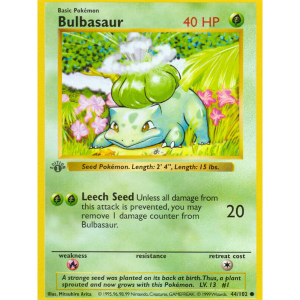 Basic Pokémon
Bulbasaur 40 HP
Seed Pokémon. Length: 2' 4", Length: 15 lbs.
Leech Seed Unless all damage from
this attack is prevented, you may
remove 1 damage counter from
Bulbasaur.
20
weakness resistance retreat cost
A strange seed was planted on its back at birth. Thus, a plant
sprouted and now grows with this Pokémon. LV. 13 #1
Illus. Mitsuhiro Arita
44/102